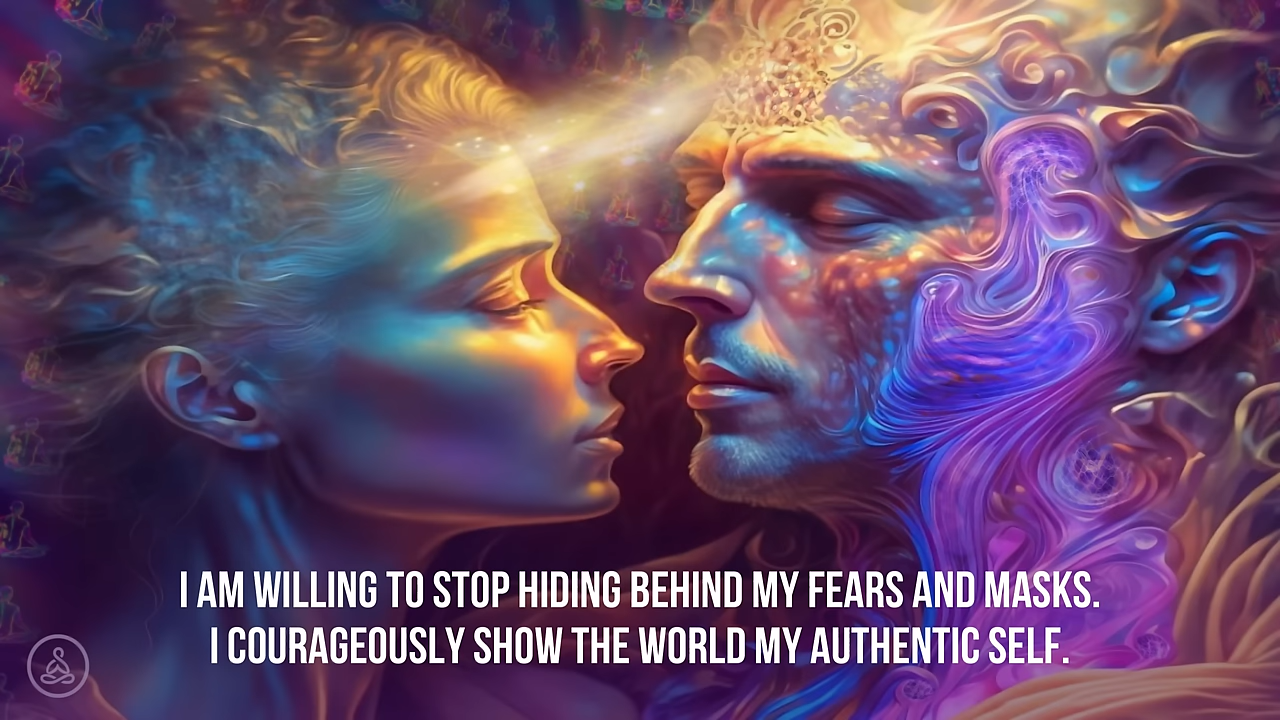 I AM WILLING TO STOP HIDING BEHIND MY FEARS AND MASKS.
I COURAGEOUSLY SHOW THE WORLD MY AUTHENTIC SELF.